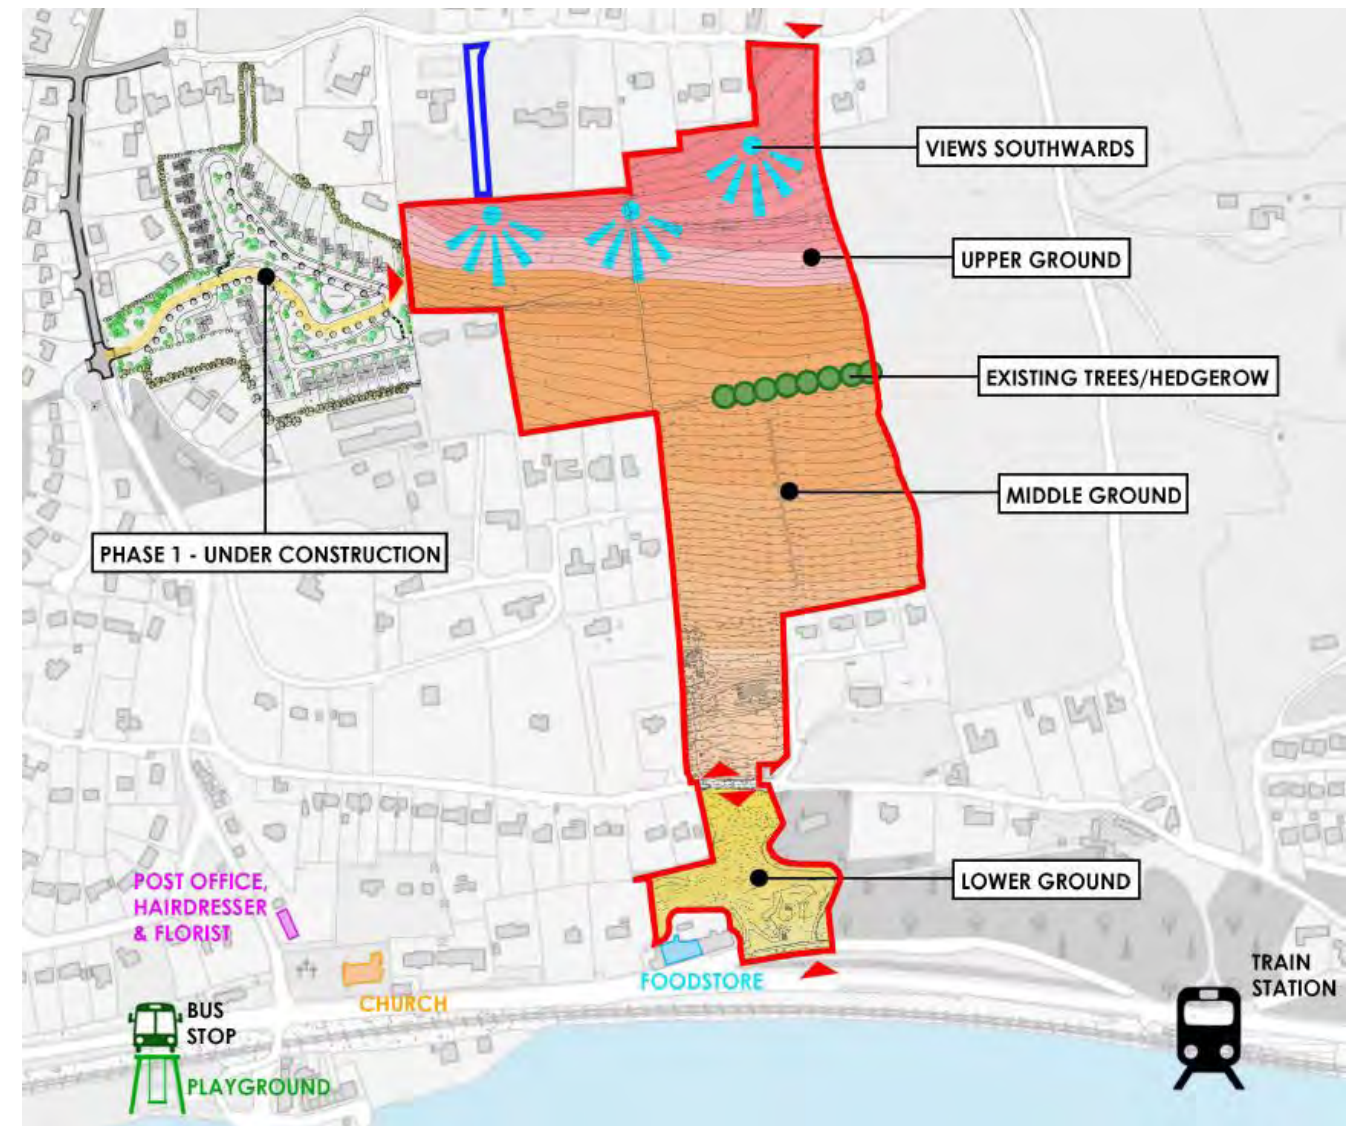 VIEWS SOUTHWARDS
UPPER GROUND
EXISTING TREES/HEDGEROW
MIDDLE GROUND
PHASE 1 - UNDER CONSTRUCTION
LOWER GROUND
POST OFFICE,
HAIRDRESSER
& FLORIST
FOODSTORE
CHURCH
TRAIN
STATION
BUS
STOP
PLAYGROUND